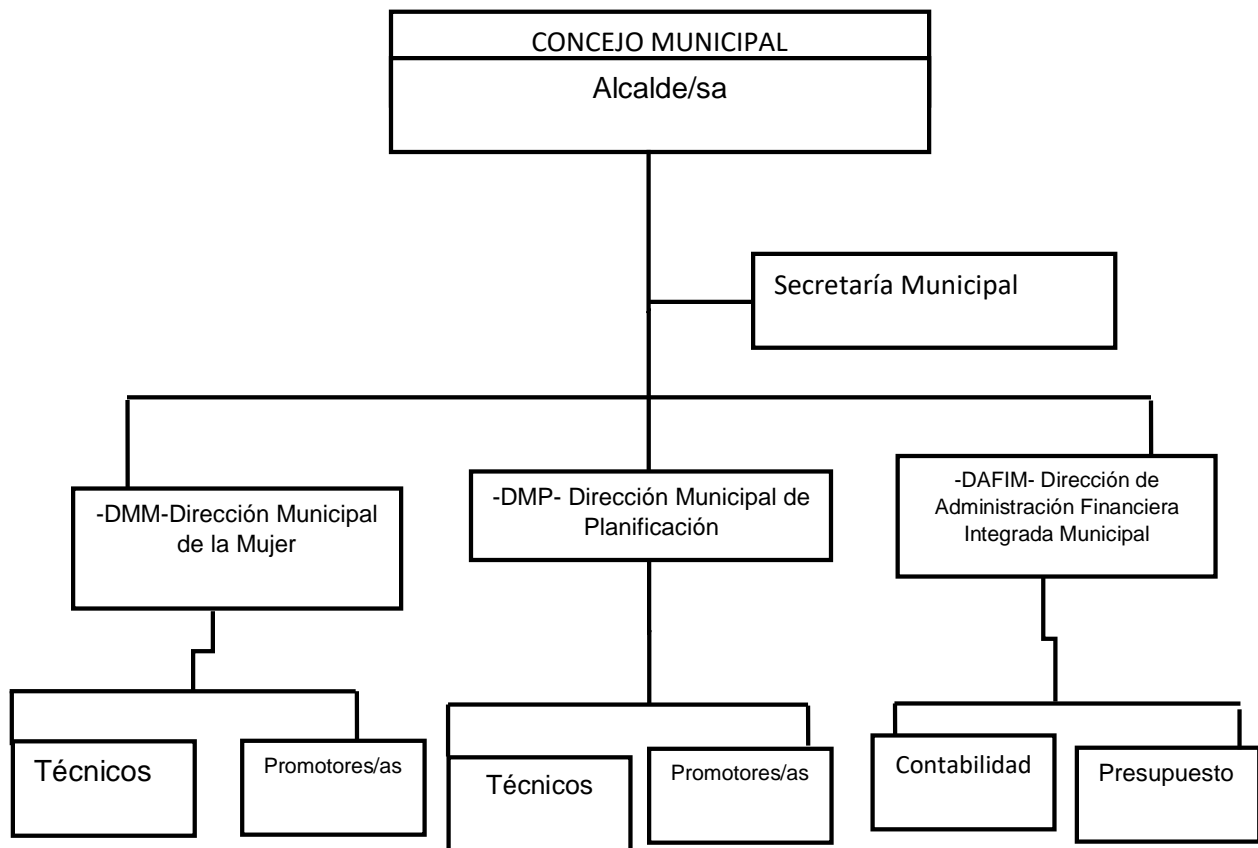 CONCEJO MUNICIPAL
Alcalde/sa
Secretaría Municipal
-DMM-Dirección Municipal
de la Mujer
-DMP- Dirección Municipal de
Planificación
-DAFIM- Dirección de
Administración Financiera
Integrada Municipal
Técnicos
Promotores/as
Técnicos
Promotores/as
Contabilidad
Presupuesto